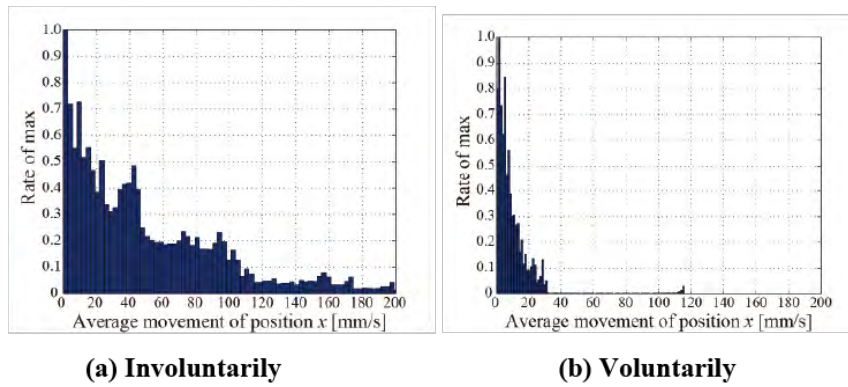 1.0
0.9
0.8
0.7
0.6
0.5
0.4
0.3
0.2
0.1
0
0 20 40 60 80 100 120 140 160 180 200
Rate of max
Average movement of position x [mm/s]
(a) Involuntarily
1.0
0.9
0.8
0.7
0.6
0.5
0.4
0.3
0.2
0.1
0
0 20 40 60 80 100 120 140 160 180 200
Rate of max
Average movement of position x [mm/s]
(b) Voluntarily